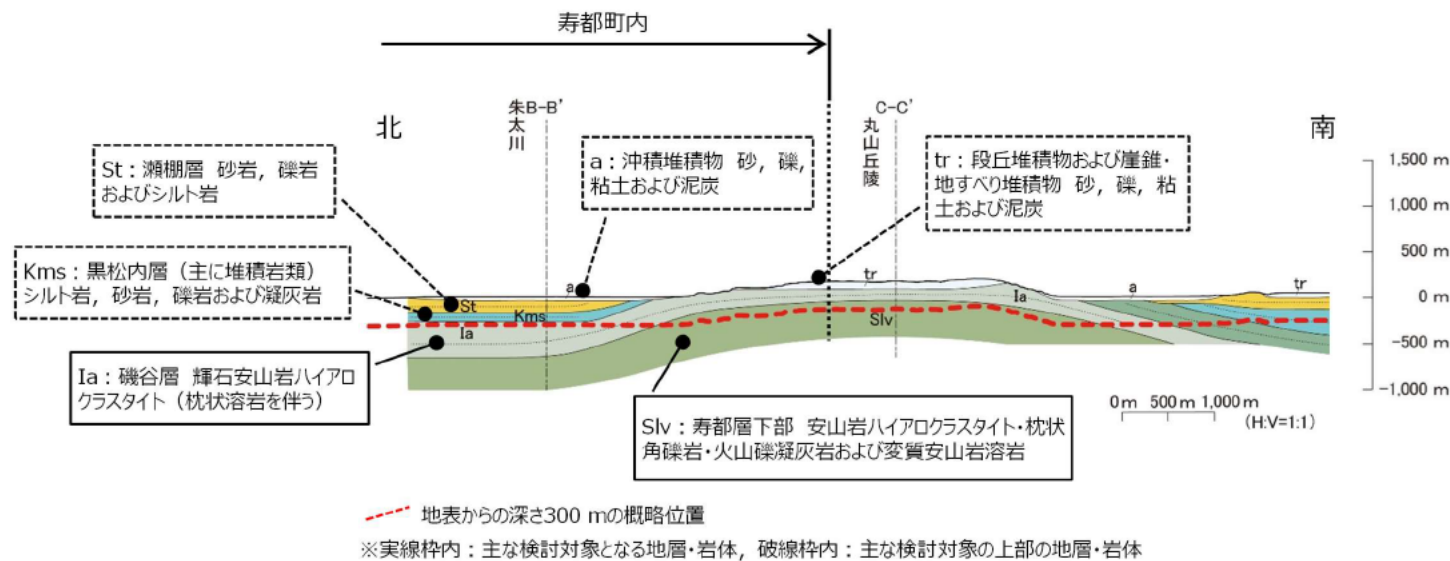 寿都町内
北
朱太川
B-B’
丸山丘陵
C-C’
南
St：瀬棚層 砂岩，礫岩
およびシルト岩
a：沖積堆積物 砂，礫，
粘土および泥炭
tr：段丘堆積物および崖錐・
地すべり堆積物 砂，礫，粘
土および泥炭
Kms：黒松内層（主に堆積岩類）
シルト岩，砂岩，礫岩および凝灰岩
Ia：磯谷層 輝石安山岩ハイアロ
クラスタイト（枕状溶岩を伴う）
Slv：寿都層下部 安山岩ハイアロクラスタイト・枕状
角礫岩・火山礫凝灰岩および変質安山岩溶岩
a
St
Kms
Ia
tr
Slv
Ia
a
tr
1,500 m
1,000 m
500 m
0 m
-500 m
-1,000 m
0 m 500 m 1,000 m
(H:V=1:1)
地表からの深さ300 mの概略位置
※実線枠内：主な検討対象となる地層・岩体，破線枠内：主な検討対象の上部の地層・岩体